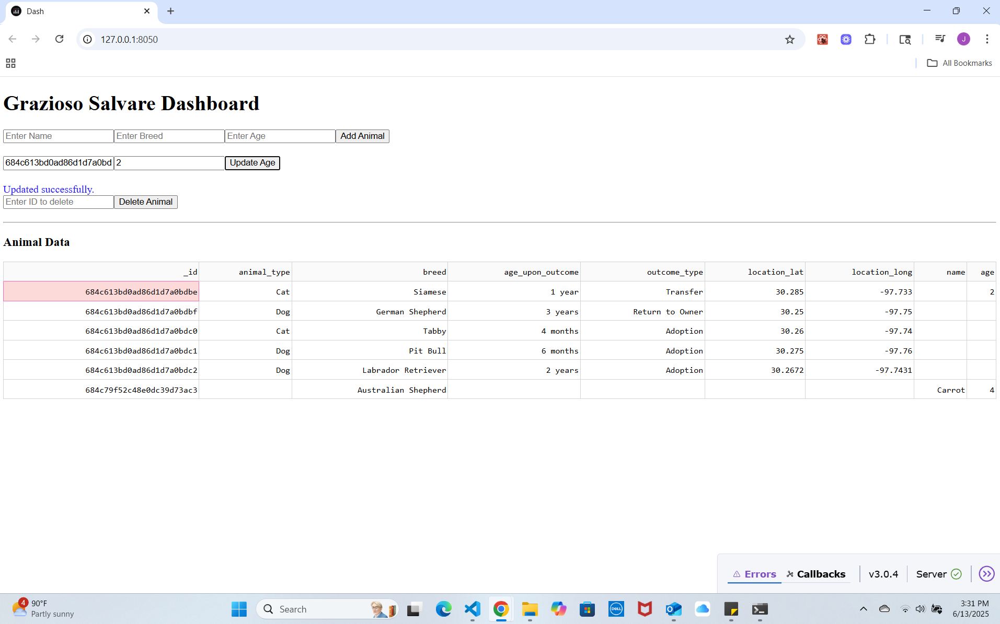 Dash
127.0.0.1:8050
J
All Bookmarks
Grazioso Salvare Dashboard
Enter Name Enter Breed Enter Age Add Animal
684c613bd0ad86d1d7a0bd 2 Update Age
Updated successfully.
Enter ID to delete Delete Animal
Animal Data
_id animal_type breed age_upon_outcome outcome_type location_lat location_long name age
684c613bd0ad86d1d7a0bdbe Cat Siamese 1 year Transfer 30.285 -97.733 2
684c613bd0ad86d1d7a0bdbf Dog German Shepherd 3 years Return to Owner 30.25 -97.75
684c613bd0ad86d1d7a0bdc0 Cat Tabby 4 months Adoption 30.26 -97.74
684c613bd0ad86d1d7a0bdc1 Dog Pit Bull 6 months Adoption 30.275 -97.76
684c613bd0ad86d1d7a0bdc2 Dog Labrador Retriever 2 years Adoption 30.2672 -97.7431
684c79f52c48e0dc39d73ac3 Australian Shepherd Carrot 4
Errors Callbacks v3.0.4 Server
4 90°F
Partly sunny
Search
DELL
3:31 PM
6/13/2025